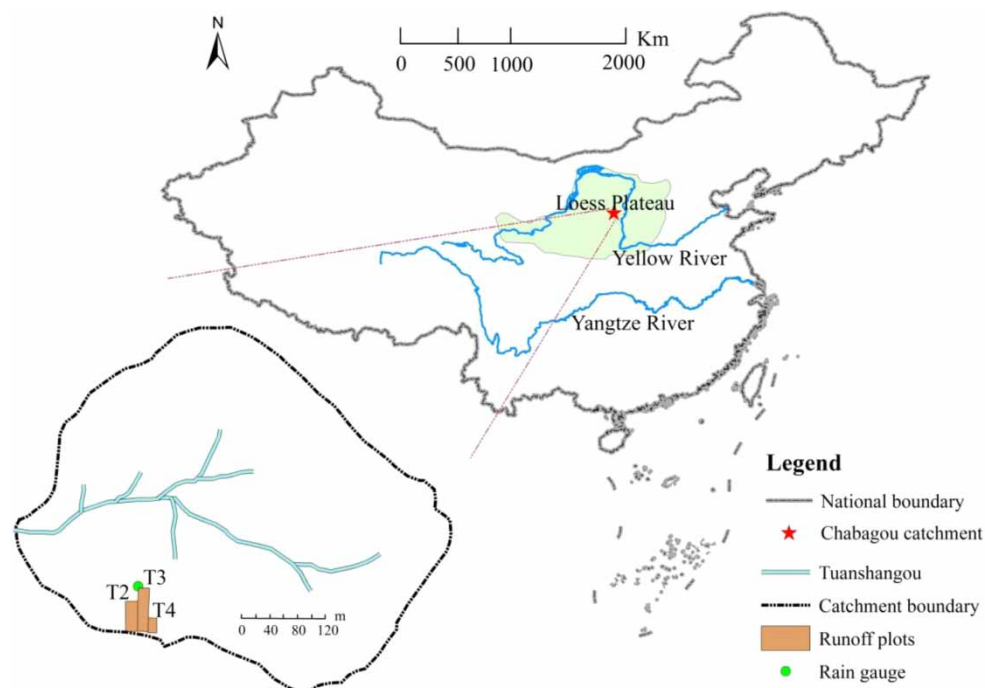 N
Km
0 500 1000 2000
Loess Plateau
Yellow River
Yangtze River
Legend
National boundary
Chabagou catchment
Tuanshangou
Catchment boundary
Runoff plots
Rain gauge
T3
T2
T4
m
0 20 40 80 120